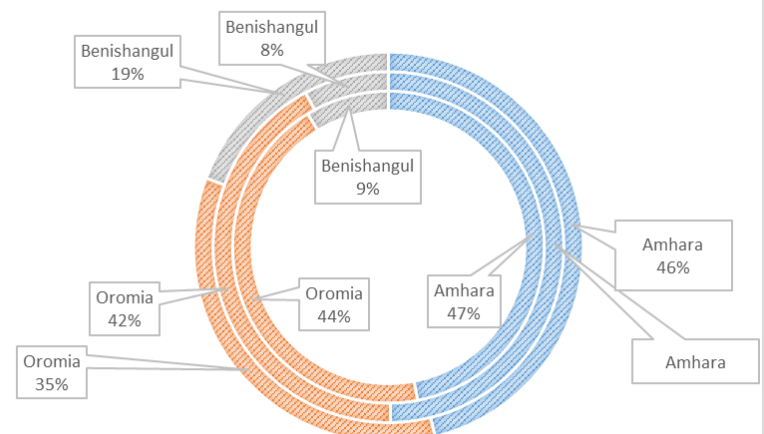 Benishangul
8%
Benishangul
19%
Benishangul
9%
Amhara
46%
Oromia
42%
Oromia
44%
Amhara
47%
Amhara
Oromia
35%